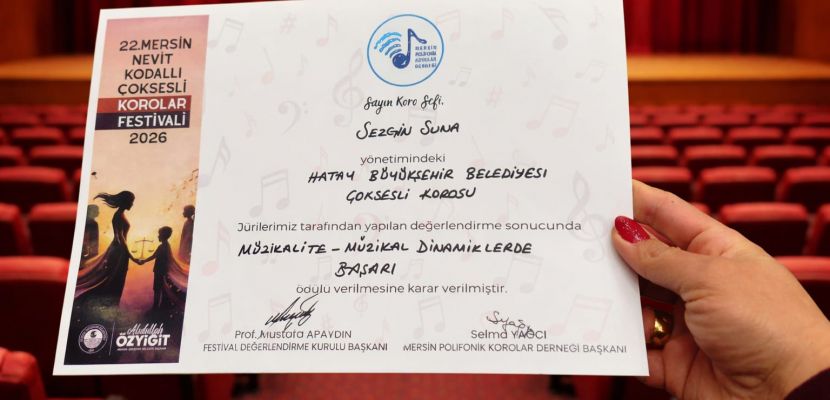 22.MERSİN
NEVİT
KODALLI
ÇOKSESLİ
KOROLAR
FESTİVALİ
2026
MERSİN
POLİFONİK
KOROLAR
DERNEĞİ
Sayın Koro Şefi,
SEZGİN SUNA
yönetimindeki
HATAY BÜYÜKŞEHİR BELEDİYESİ
ÇOKSESLİ KOROSU
Jürilerimiz tarafından yapılan değerlendirme sonucunda
MÜZİKALİTE - MÜZİKAL DİNAMİKLERDE
BAŞARI
ödülü verilmesine karar verilmiştir.
Prof. Mustafa APAYDIN
FESTİVAL DEĞERLENDİRME KURULU BAŞKANI
Selma YAĞCI
MERSİN POLİFONİK KOROLAR DERNEĞİ BAŞKANI
Abdullah
ÖZYİĞİT